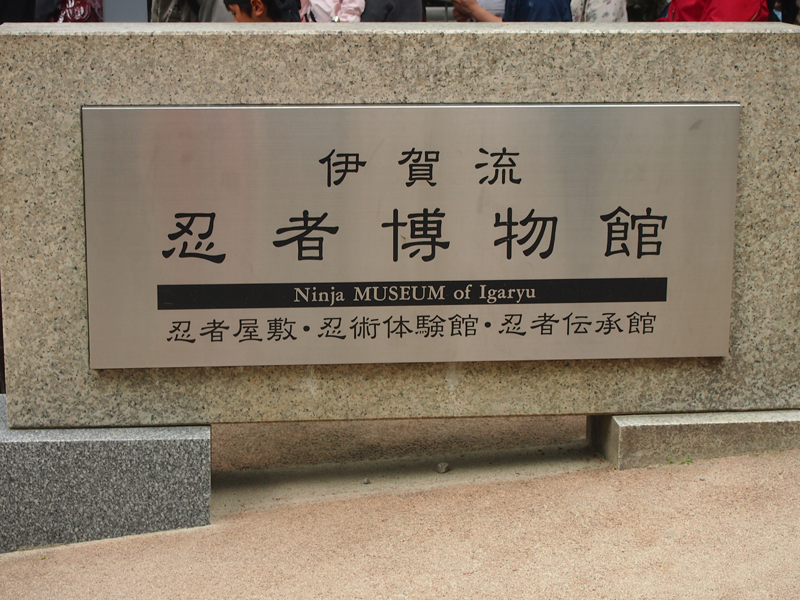 伊賀流
忍者博物館
Ninja MUSEUM of Igaryu
忍者屋敷・忍術体験館・忍者伝承館